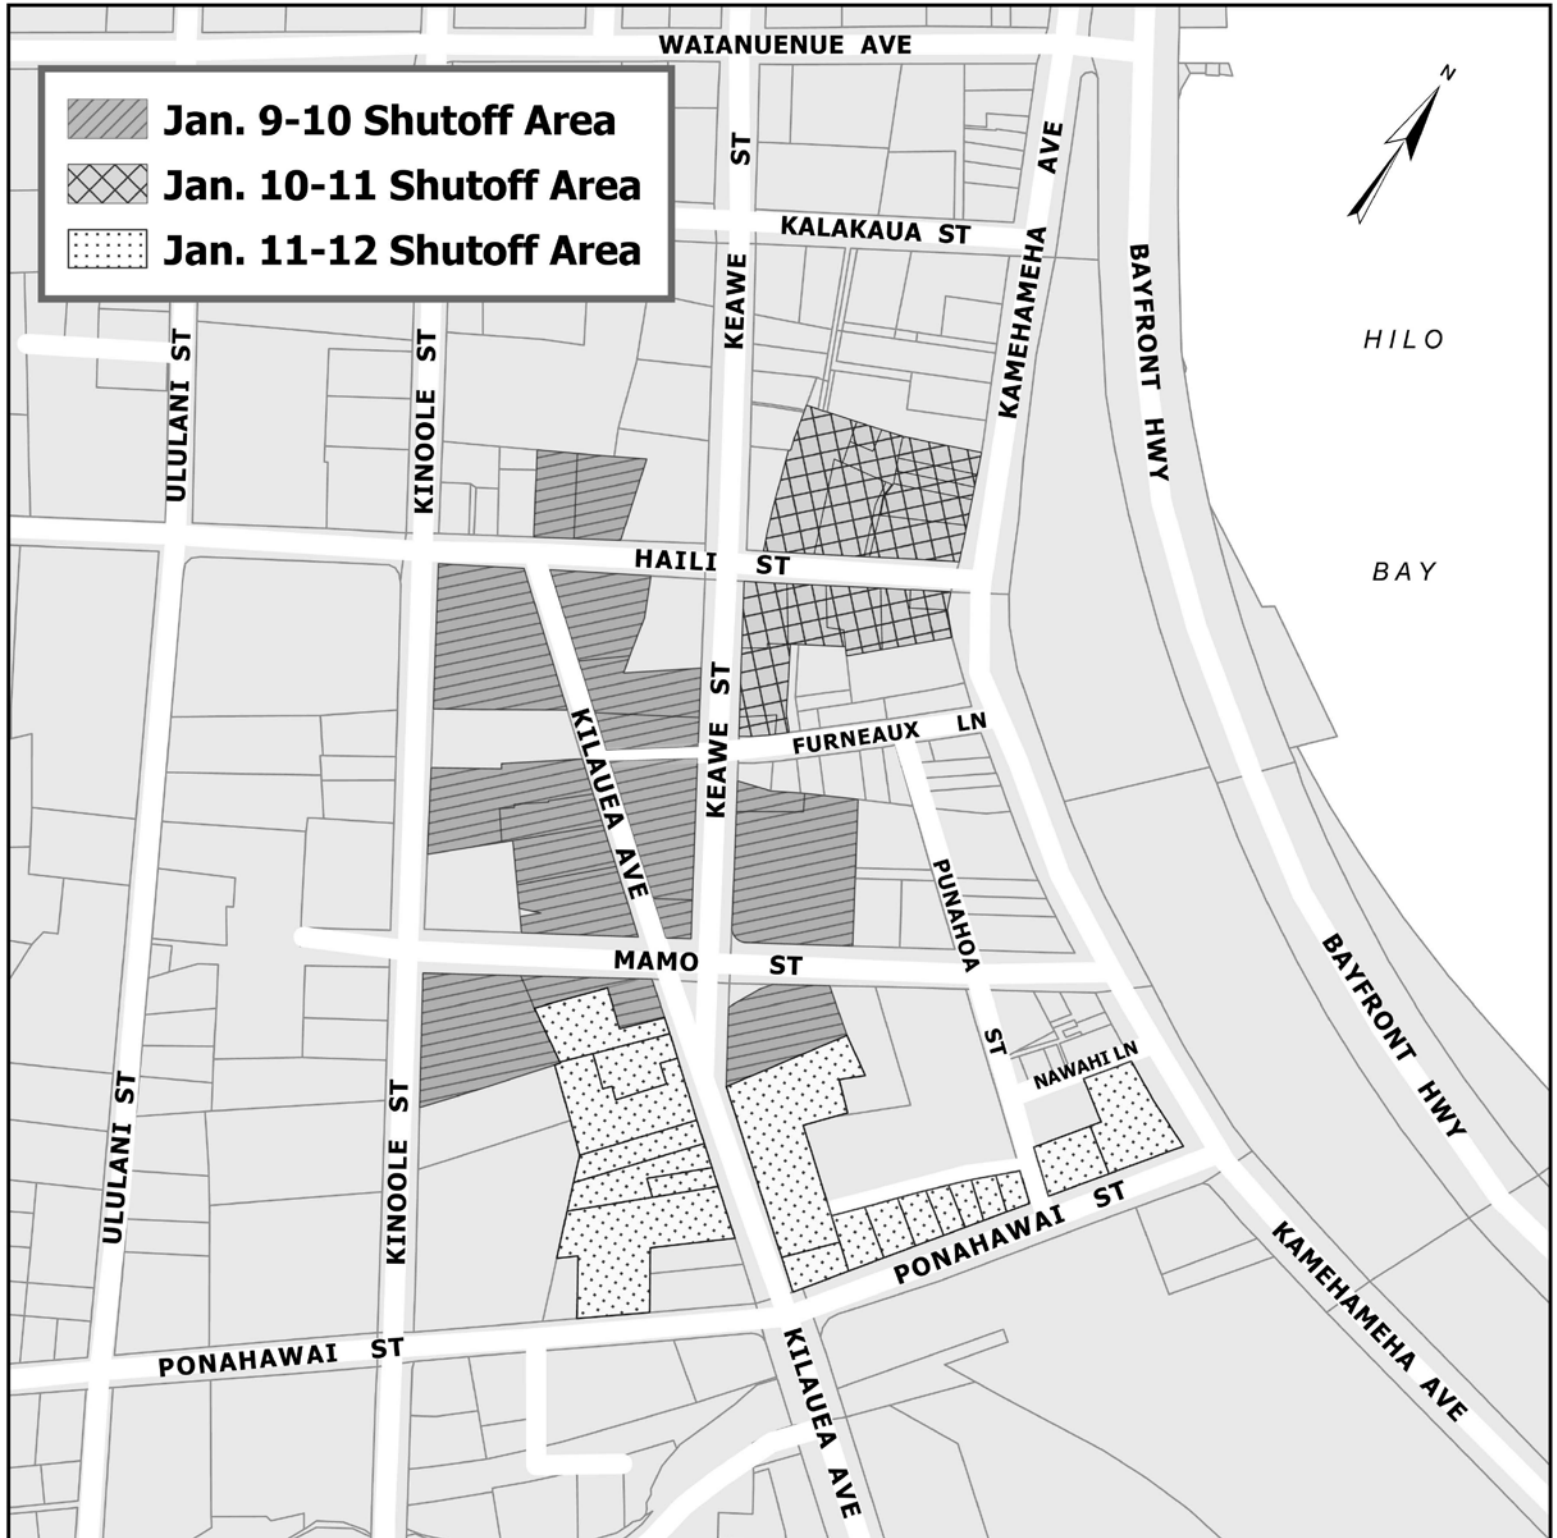 WAIANUENUE AVE
N
Jan. 9-10 Shutoff Area
Jan. 10-11 Shutoff Area
Jan. 11-12 Shutoff Area
KEAWE ST
KALAKAUA ST
KAMEHAMEHA AVE
BAYFRONT HWY
HILO
BAY
ULULANI ST
KINOOLE ST
HAILI ST
KEAWE ST
KILAUEA AVE
FURNEAUX LN
PUNAHOA ST
MAMO ST
BAYFRONT HWY
NAWAHI LN
ULULANI ST
KINOOLE ST
PONAHAWAI ST
PONAHAWAI ST
KAMEHAMEHA AVE
KILAUEA AVE